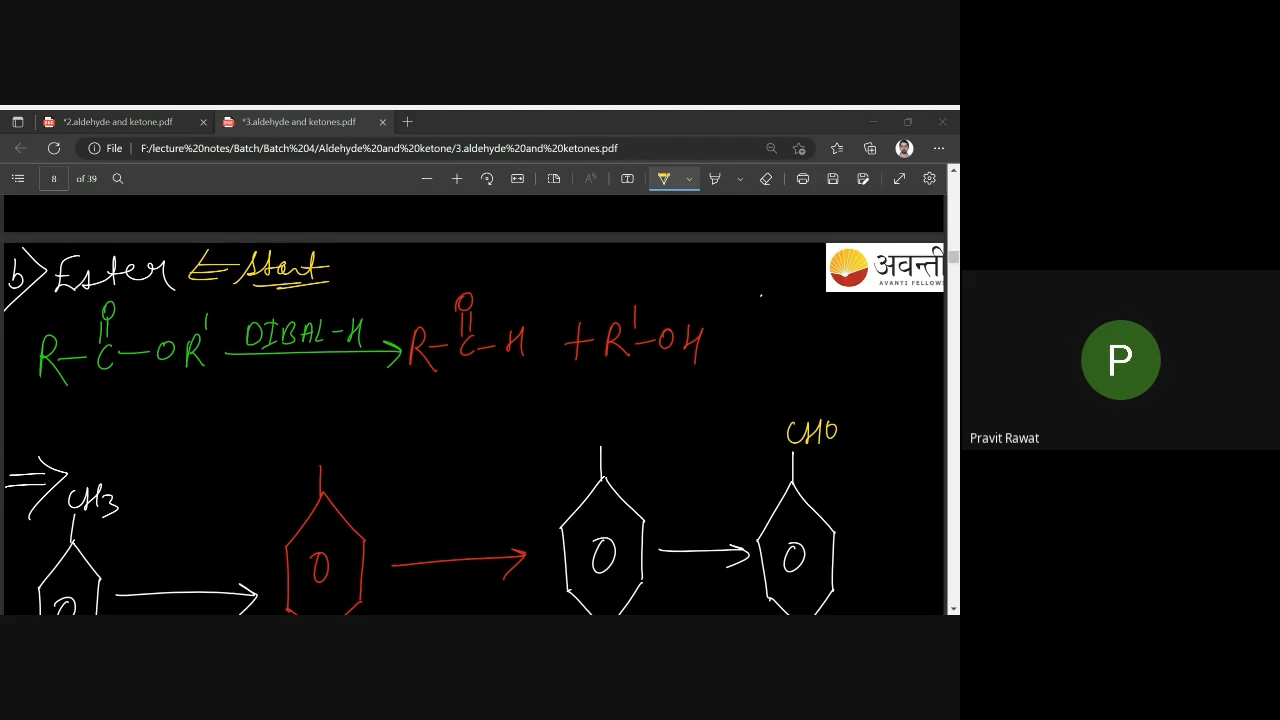 *2.aldehyde and ketone.pdf
*3.aldehyde and ketones.pdf
File
F:/lecture%20notes/Batch/Batch%204/Aldehyde%20and%20ketone/3.aldehyde%20and%20ketones.pdf
8 of 39
b) Ester ⇐ Start
अवन्ती
AVANTI FELLOWS
O O
R-C-OR' DIBAL-H R-C-H + R'-OH
CHO
CH3
P
Pravit Rawat